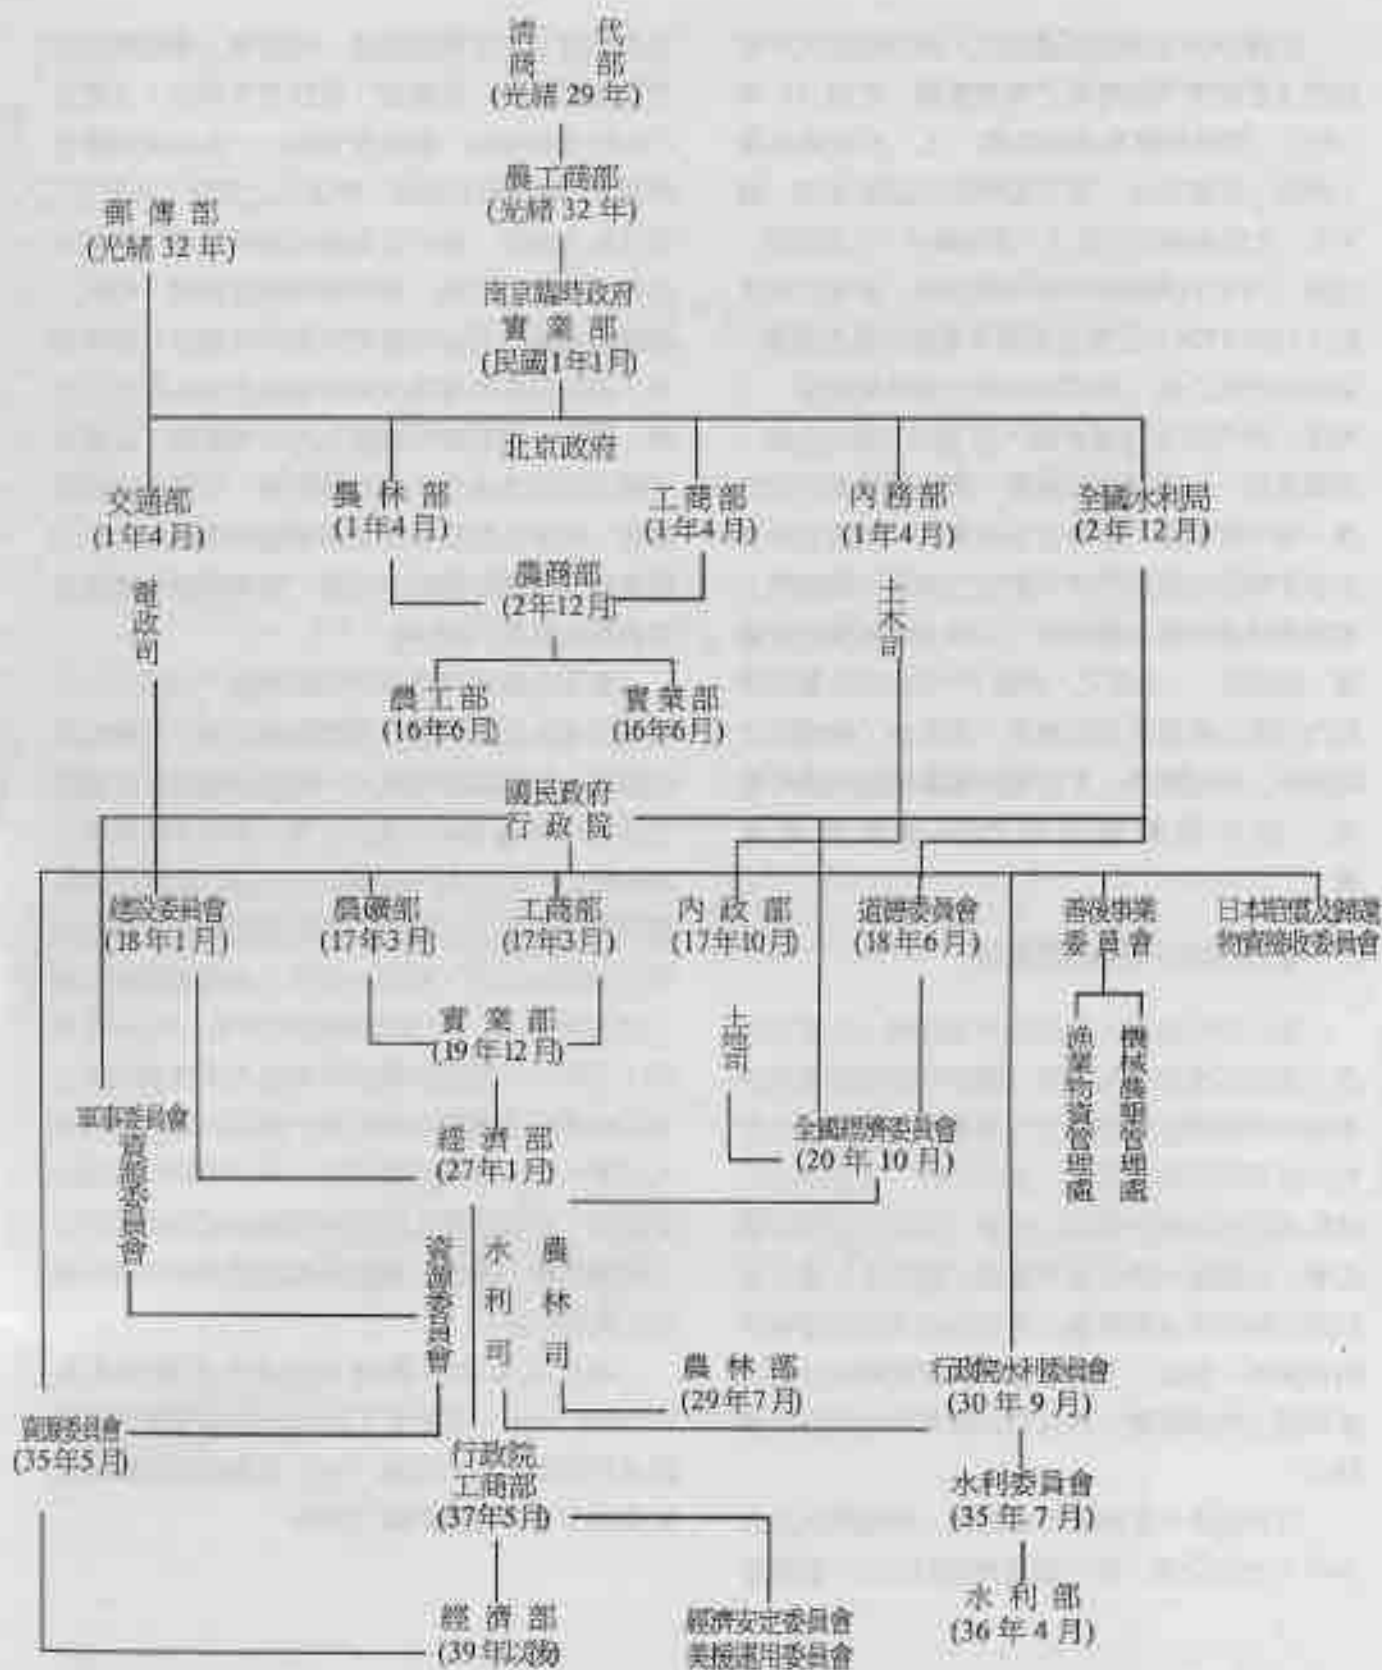 清代
商部
(光緒 29 年)
農工商部
(光緒 32 年)
郵傳部
(光緒 32 年)
南京臨時政府
實業部
(民國1年1月)
北京政府
交通部
(1年4月)
農林部
(1年4月)
工商部
(1年4月)
內務部
(1年4月)
全國水利局
(2年12月)
電政司
農商部
(2年12月)
土木司
農工部
(16年6月)
實業部
(16年6月)
國民政府
行政院
建設委員會
(18年1月)
農礦部
(17年3月)
工商部
(17年3月)
內政部
(17年10月)
導淮委員會
(18年6月)
善後事業
委員會
日本賠償及歸還
物資接收委員會
實業部
(19年12月)
土地司
漁業物資管理處
機械農墾管理處
軍事委員會
資源委員會
經濟部
(27年1月)
全國經濟委員會
(20年10月)
資源委員會
水利司
農林司
農林部
(29年7月)
行政院水利委員會
(30年9月)
資源委員會
(35年5月)
行政院
工商部
(37年5月)
水利委員會
(35年7月)
經濟部
(39年以後)
經濟安定委員會
美援運用委員會
水利部
(36年4月)